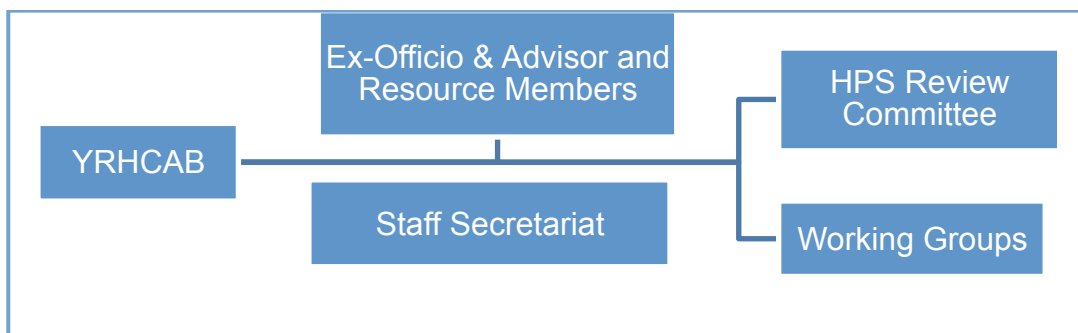 Ex-Officio & Advisor and
Resource Members
HPS Review
Committee
YRHCAB
Staff Secretariat
Working Groups